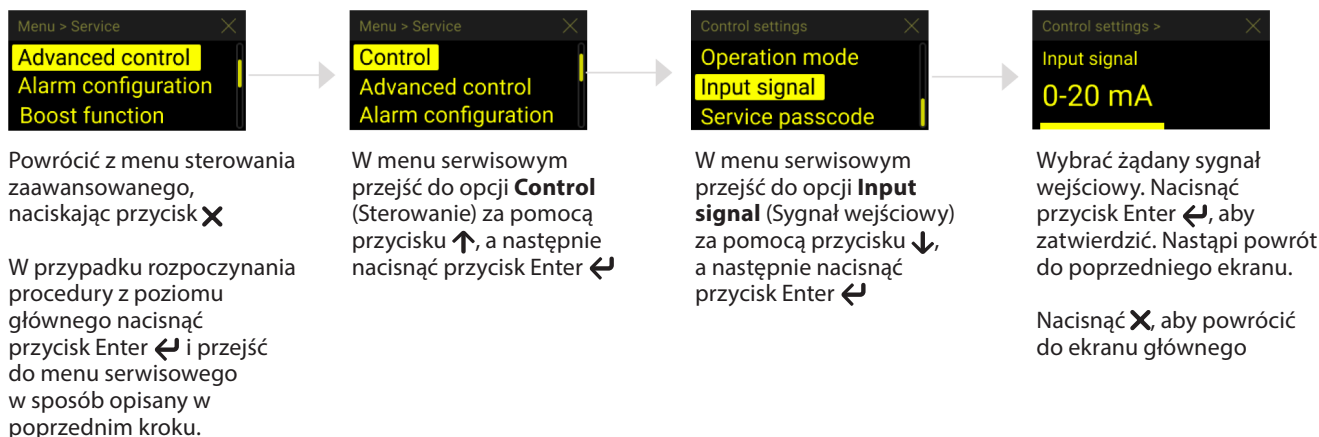 Menu > Service
Advanced control
Alarm configuration
Boost function
Powrócić z menu sterowania
zaawansowanego,
naciskając przycisk ✕
W przypadku rozpoczynania
procedury z poziomu
głównego nacisnąć
przycisk Enter ↵ i przejść
do menu serwisowego
w sposób opisany w
poprzednim kroku.
Menu > Service
Control
Advanced control
Alarm configuration
W menu serwisowym
przejść do opcji Control
(Sterowanie) za pomocą
przycisku ↑, a następnie
nacisnąć przycisk Enter ↵
Control settings
Operation mode
Input signal
Service passcode
W menu serwisowym
przejść do opcji Input
signal (Sygnał wejściowy)
za pomocą przycisku ↓,
a następnie nacisnąć
przycisk Enter ↵
Control settings >
Input signal
0-20 mA
Wybrać żądany sygnał
wejściowy. Nacisnąć
przycisk Enter ↵, aby
zatwierdzić. Nastąpi powrót
do poprzedniego ekranu.
Nacisnąć ✕, aby powrócić
do ekranu głównego